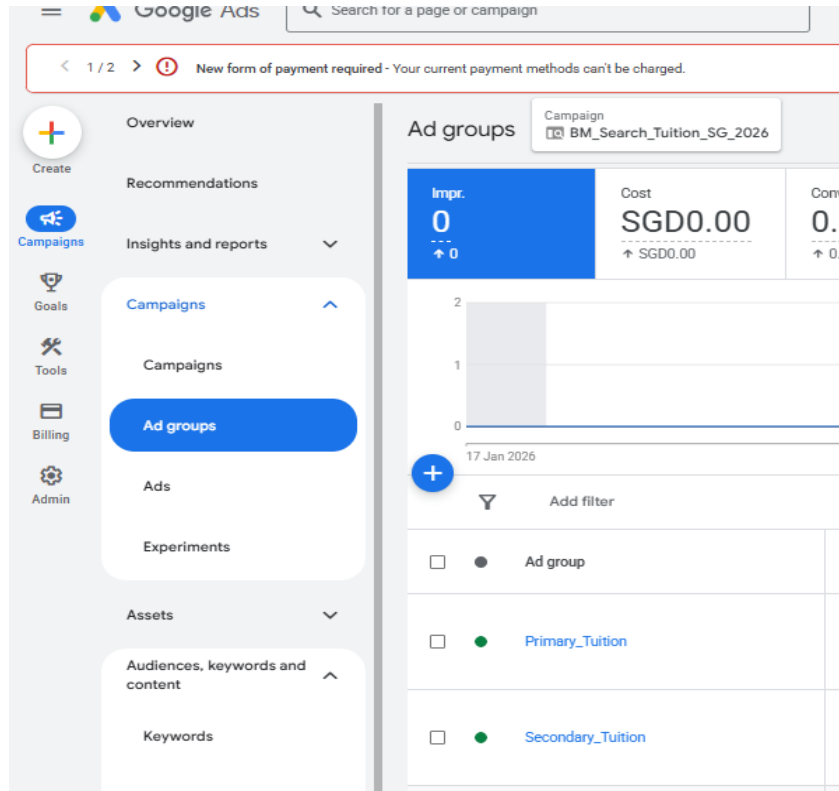 Google Ads
Search for a page or campaign
1 / 2
New form of payment required - Your current payment methods can't be charged.
Create
Campaigns
Goals
Tools
Billing
Admin
Overview
Recommendations
Insights and reports
Campaigns
Campaigns
Ad groups
Ads
Experiments
Assets
Audiences, keywords and
content
Keywords
Ad groups
Campaign
BM_Search_Tuition_SG_2026
Impr.
0
0
Cost
SGD0.00
SGD0.00
Conv
0.
0.
2
1
0
17 Jan 2026
Add filter
Ad group
Primary_Tuition
Secondary_Tuition